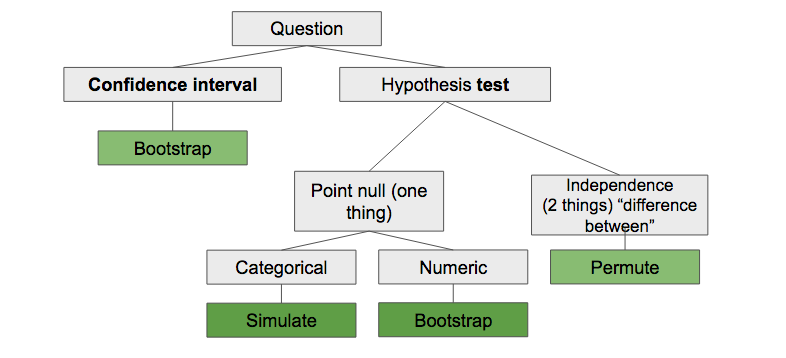 Question
Confidence interval
Hypothesis test
Bootstrap
Point null (one
thing)
Independence
(2 things) “difference
between”
Categorical
Numeric
Permute
Simulate
Bootstrap